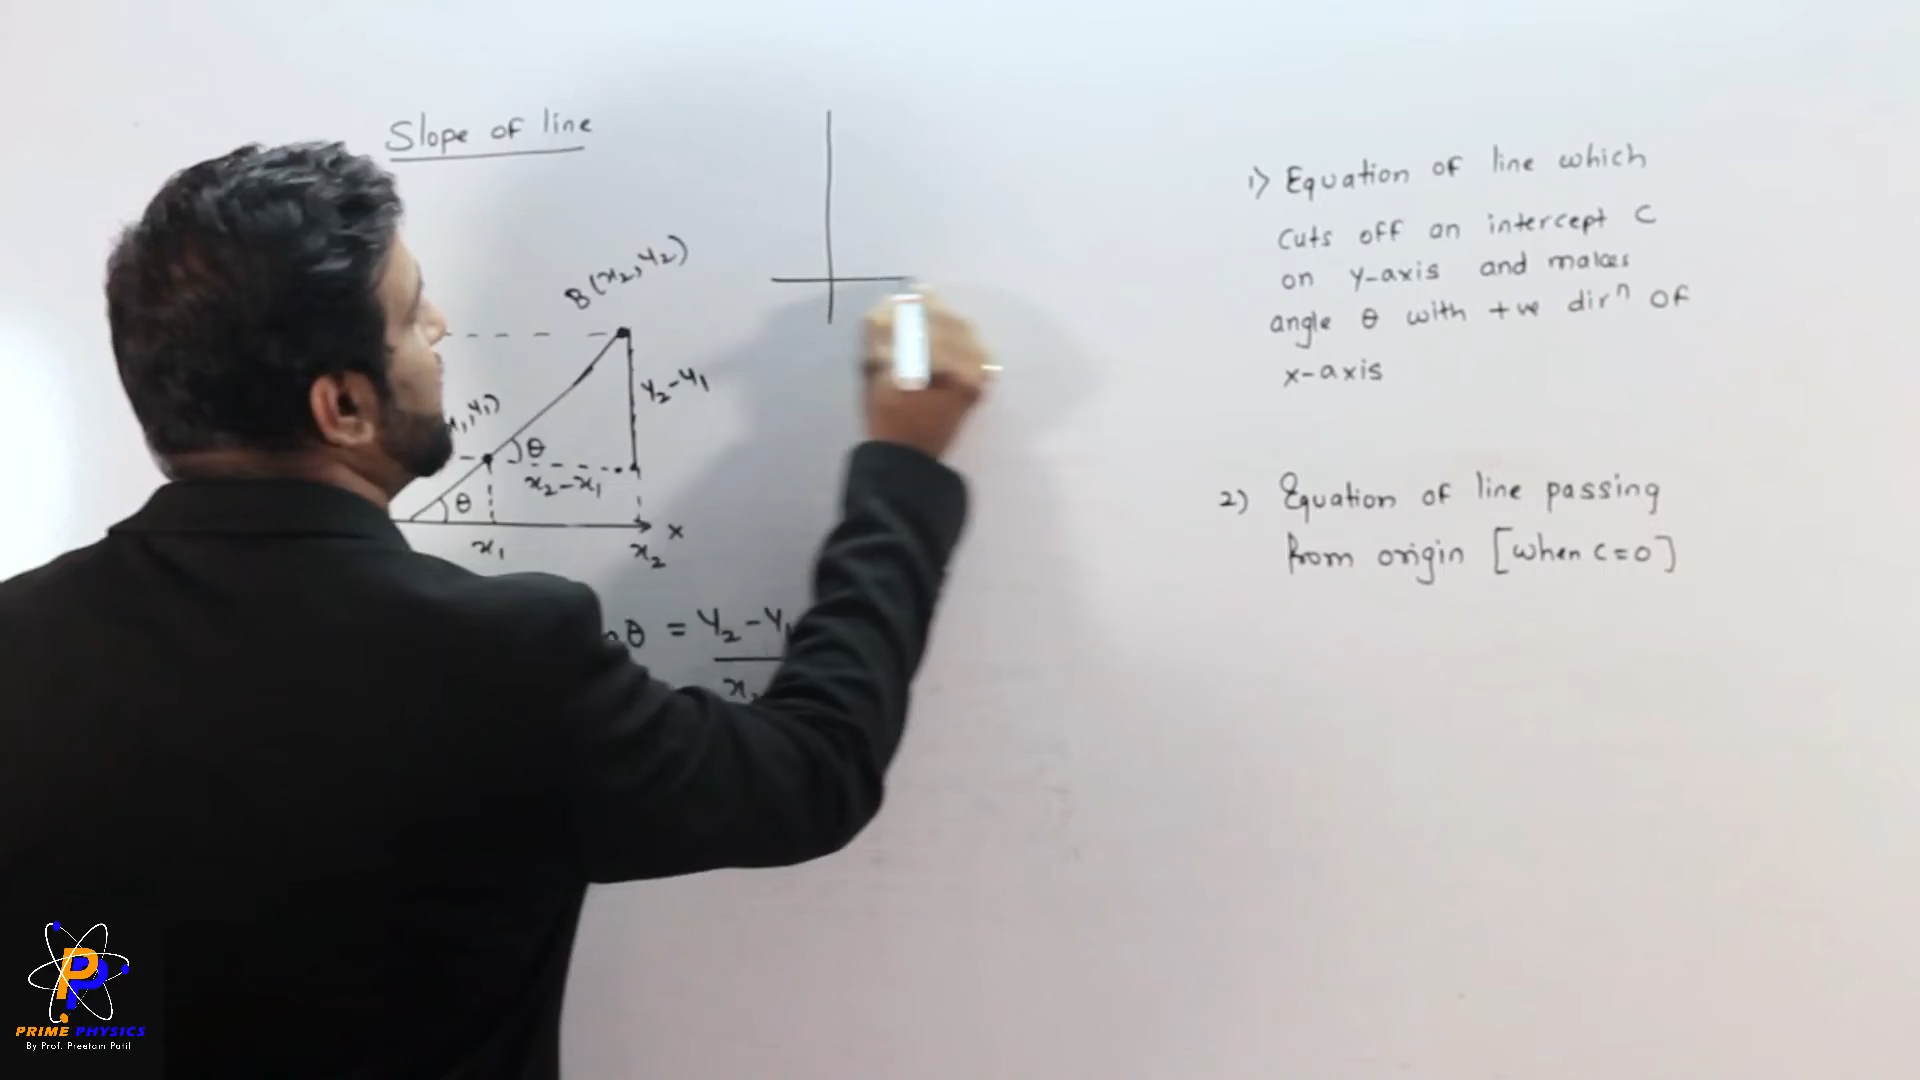 Slope of line
B(x₂, y₂)
y₂-y₁
x₁, y₁)
θ
x₂-x₁
θ
x
x₁
x₂
θ = y₂-y₁
1) Equation of line which
cuts off an intercept C
on y-axis and makes
angle θ with +ve dirⁿ of
x-axis
2) Equation of line passing
from origin [when c=0]
PRIME PHYSICS
By Prof. Preetam Patil